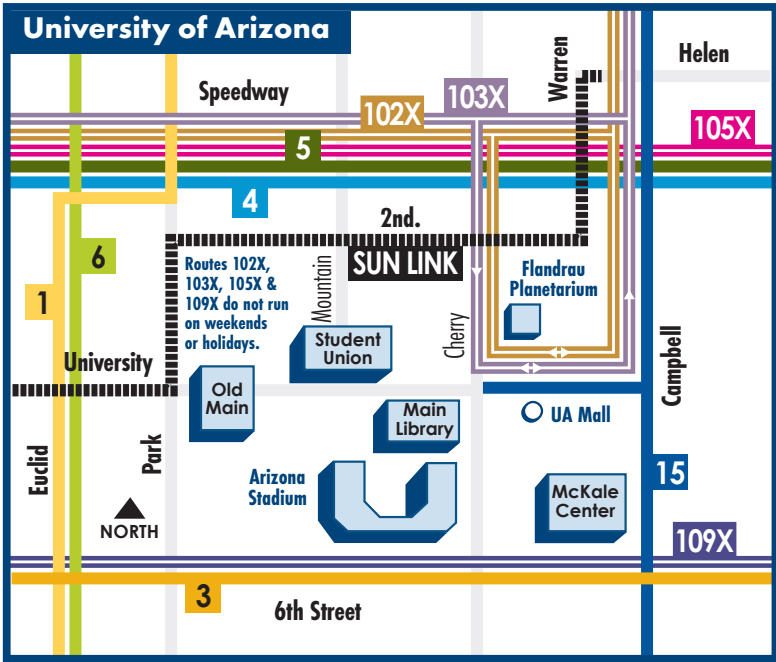 University of Arizona
Warren
Helen
Speedway
103X
102X
105X
5
4
2nd.
6
SUN LINK
Routes 102X,
103X, 105X &
109X do not run
on weekends
or holidays.
Mountain
Flandrau
Planetarium
1
Student
Union
Cherry
University
Campbell
Old
Main
Main
Library
UA Mall
Euclid
Park
Arizona
Stadium
15
McKale
Center
NORTH
109X
3
6th Street